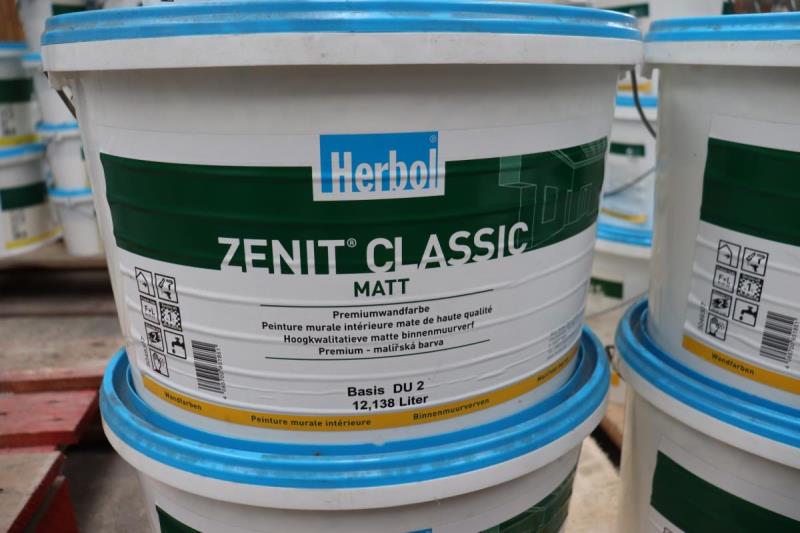 Herbol®
ZENIT® CLASSIC
MATT
Premiumwandfarbe
Peinture murale intérieure mate de haute qualité
Hoogkwalitatieve matte binnenmuurverf
Premium - malířská barva
Basis DU 2
12,138 Liter
Wandfarben
Peinture murale intérieure
Binnenmuurverven
Wandfarben